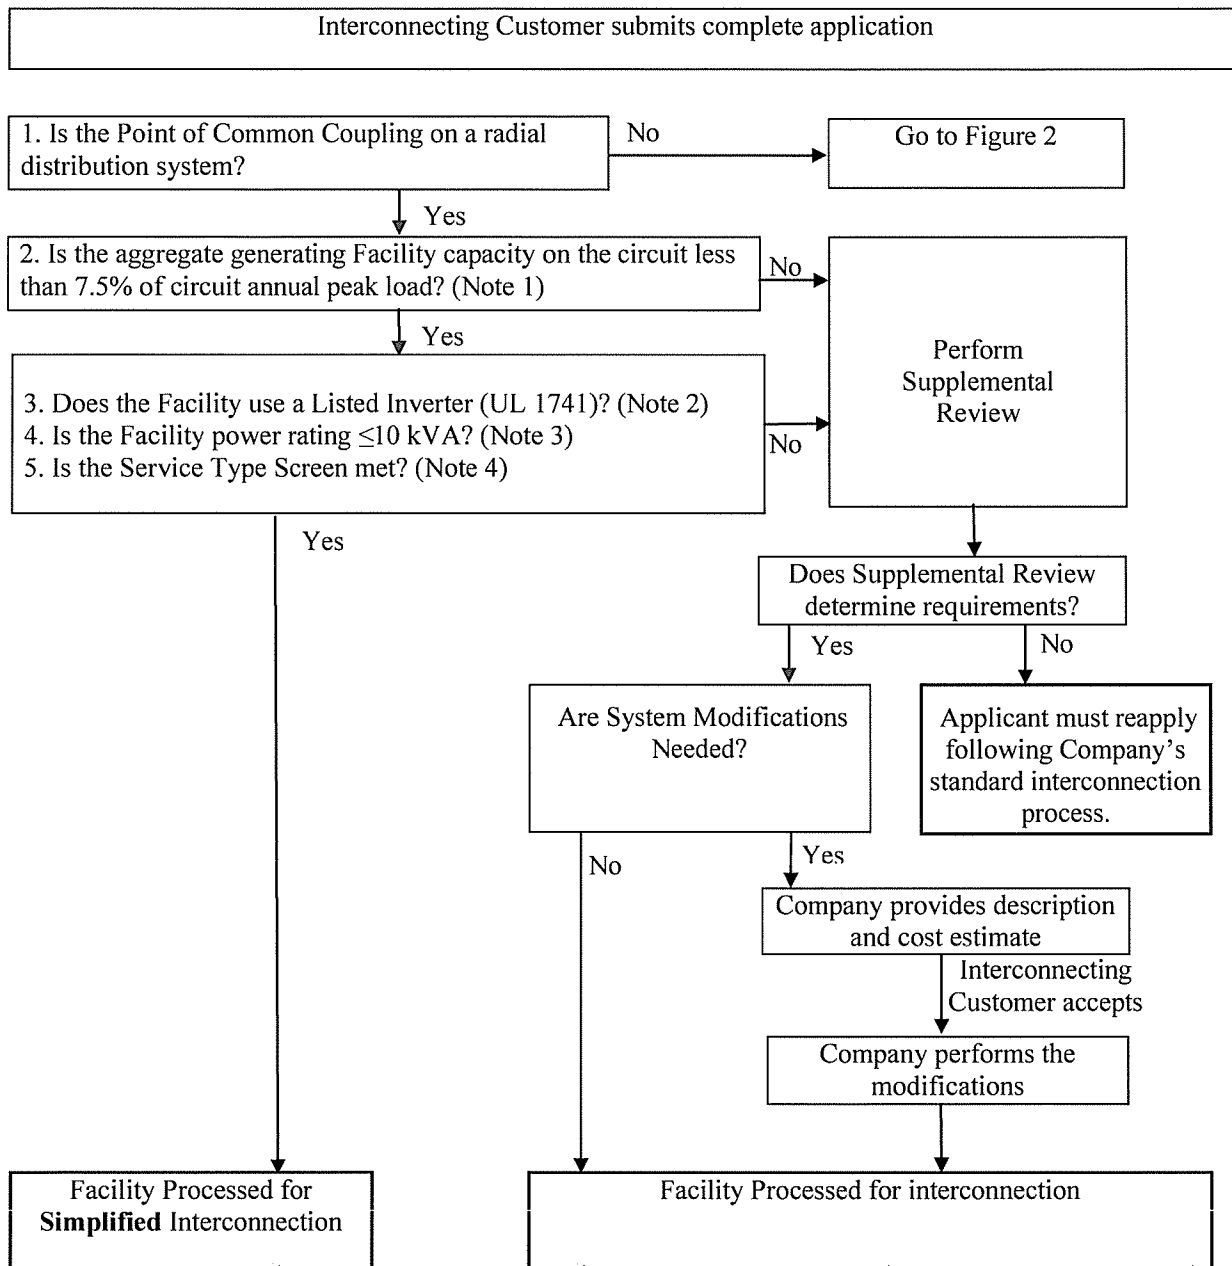 Interconnecting Customer submits complete application
1. Is the Point of Common Coupling on a radial
distribution system?
No
Go to Figure 2
Yes
2. Is the aggregate generating Facility capacity on the circuit less
than 7.5% of circuit annual peak load? (Note 1)
No
Perform
Supplemental
Review
Yes
3. Does the Facility use a Listed Inverter (UL 1741)? (Note 2)
4. Is the Facility power rating ≤10 kVA? (Note 3)
5. Is the Service Type Screen met? (Note 4)
No
Yes
Does Supplemental Review
determine requirements?
Yes
No
Are System Modifications
Needed?
Applicant must reapply
following Company’s
standard interconnection
process.
No
Yes
Company provides description
and cost estimate
Interconnecting
Customer accepts
Company performs the
modifications
Facility Processed for
Simplified Interconnection
Facility Processed for interconnection